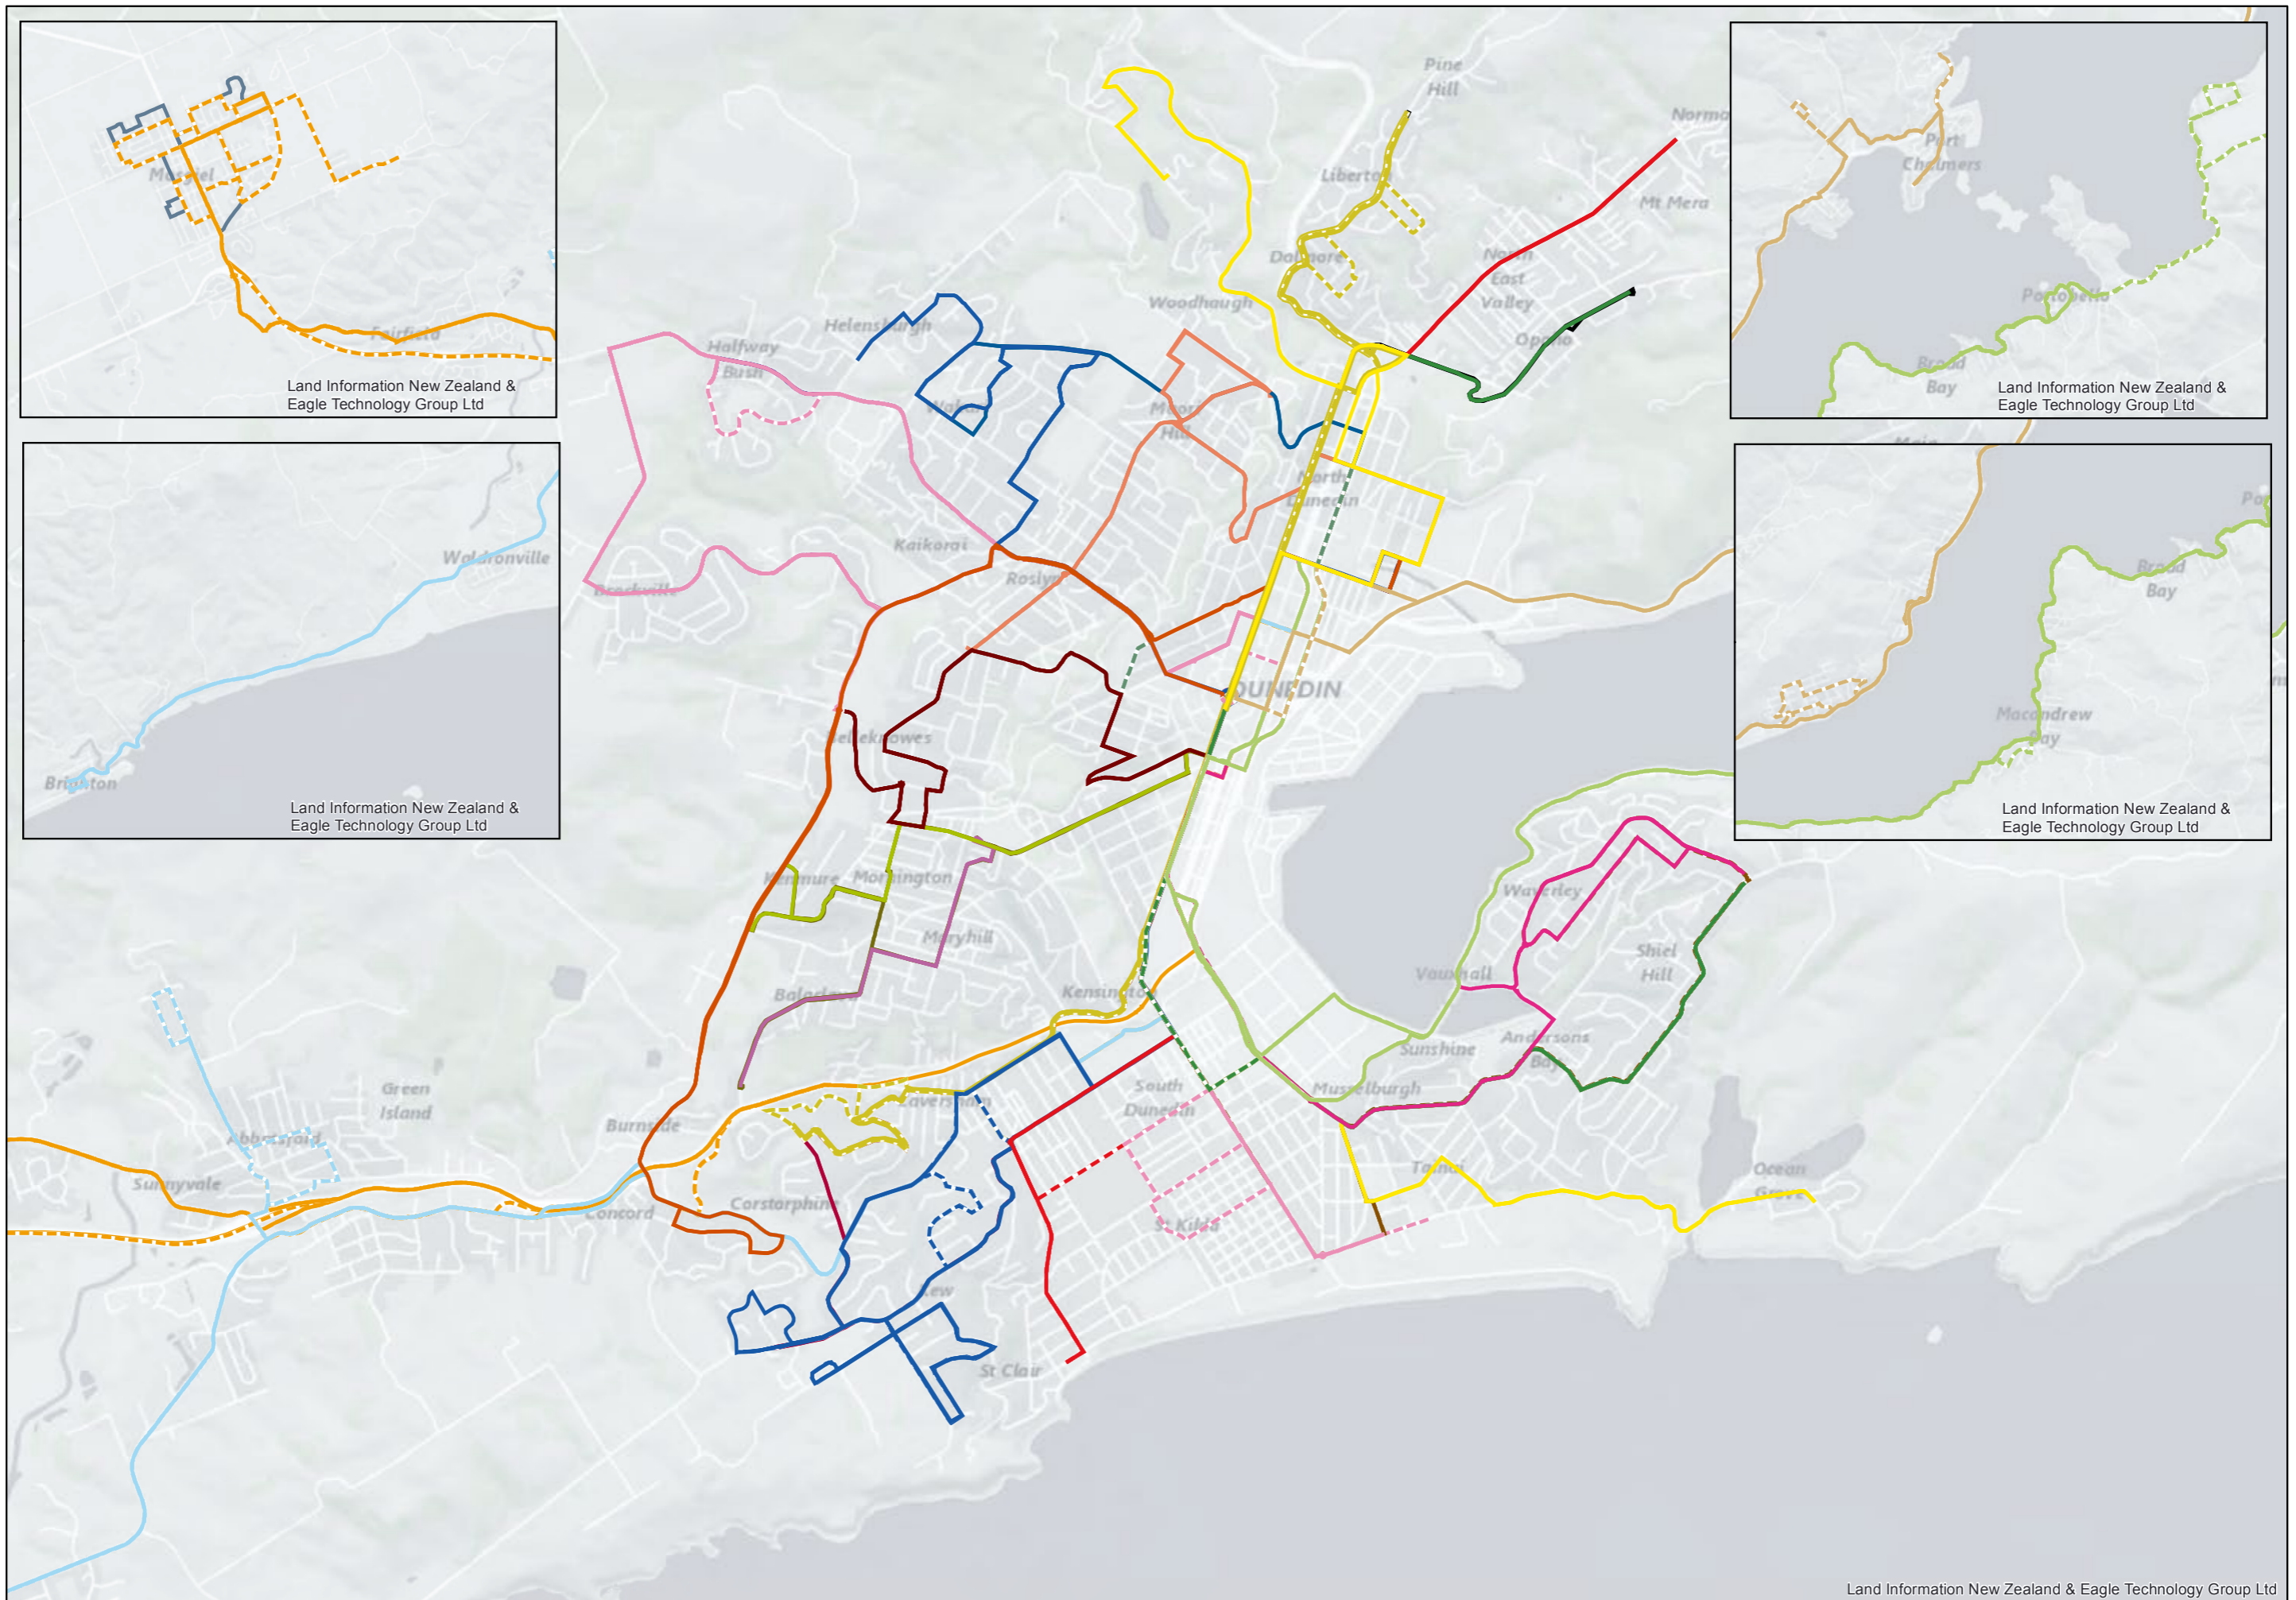 Pine
Hill
Norma
Liberton
Mt Mera
North
East
Valley
Dalmore
Woodhaugh
Opoho
Helensburgh
Halfway
Bush
Wakari
Maori
Hill
North
Dunedin
Kaikorai
Roslyn
Brockville
DUNEDIN
Belleknowes
Kenmure
Mornington
Maryhill
Balaclava
Kensington
Waverley
Shiel
Hill
Vauxhall
Andersons
Bay
Sunshine
Musselburgh
South
Dunedin
Caversham
Green
Island
Burnside
Abbotsford
Sunnyvale
Concord
Corstorphine
St Kilda
Tainui
Ocean
Grove
Kew
St Clair
Mosgiel
Fairfield
Land Information New Zealand &
Eagle Technology Group Ltd
Waldronville
Brighton
Land Information New Zealand &
Eagle Technology Group Ltd
Port
Chalmers
Portobello
Broad
Bay
Land Information New Zealand &
Eagle Technology Group Ltd
Broad
Bay
Macandrew
Bay
Land Information New Zealand &
Eagle Technology Group Ltd
Land Information New Zealand & Eagle Technology Group Ltd